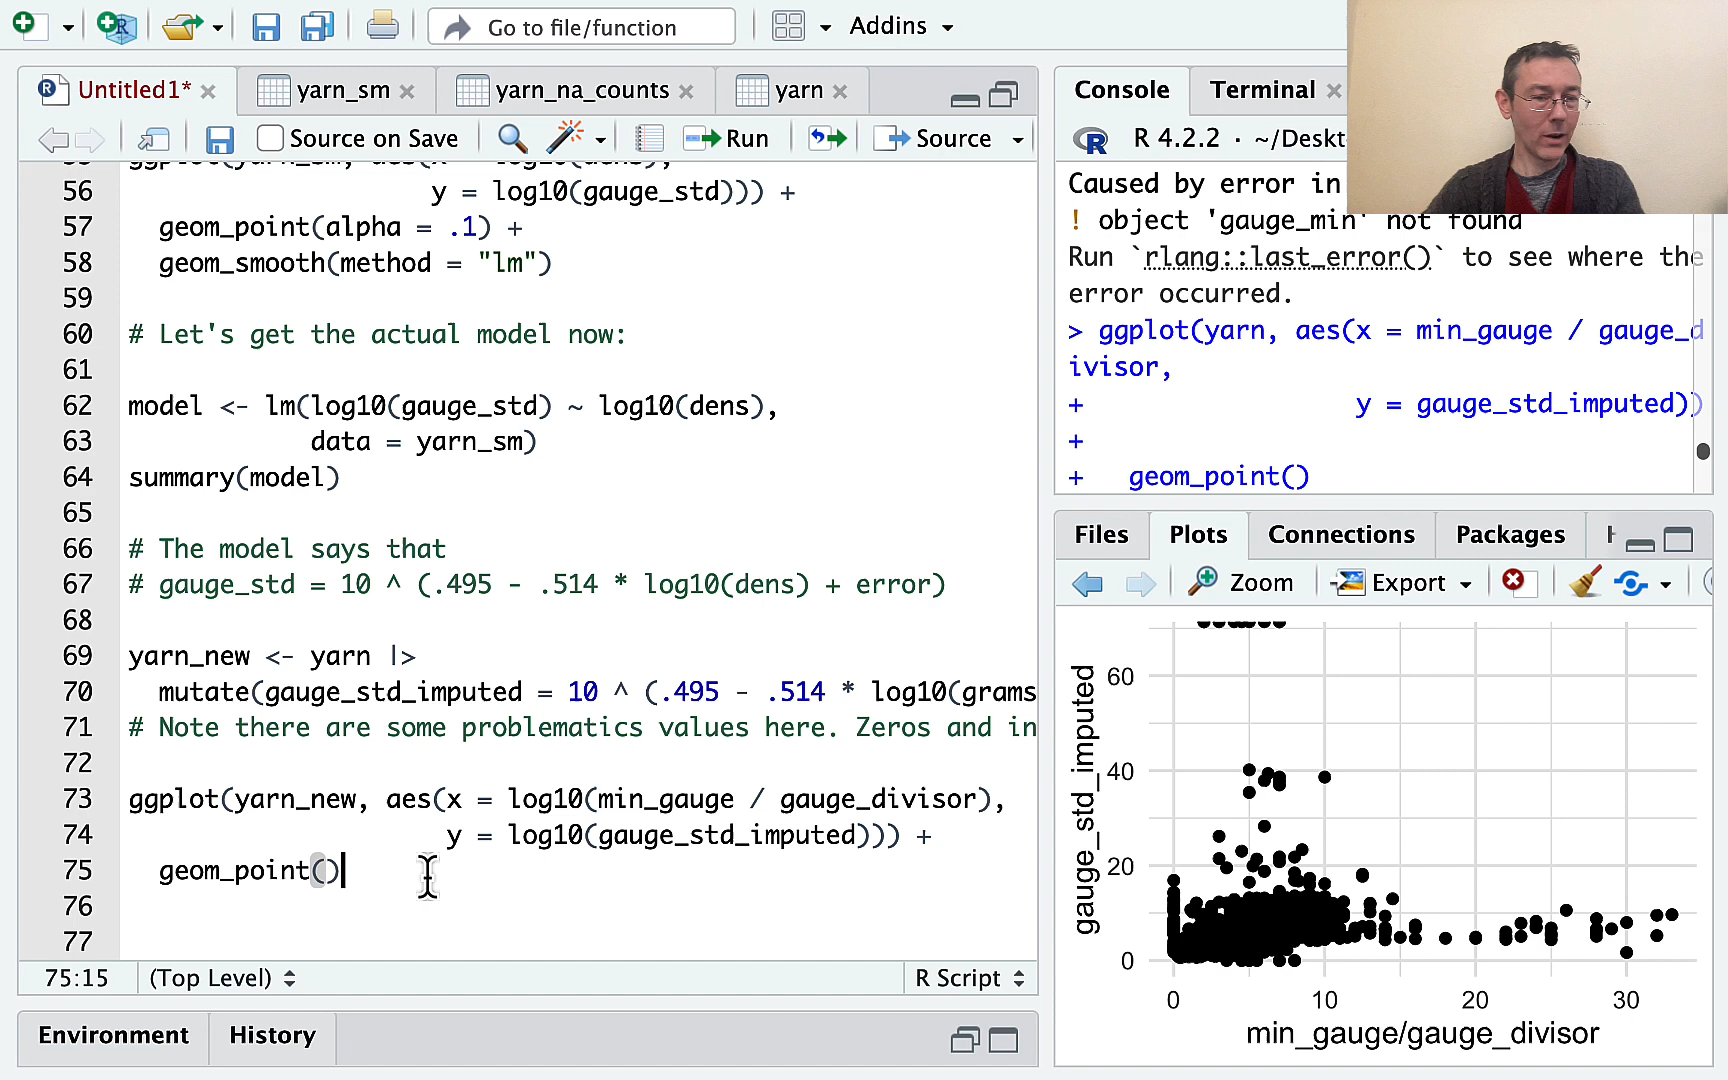 Go to file/function
Addins
Untitled1*
yarn_sm
yarn_na_counts
yarn
Source on Save
Run
Source
56 y = log10(gauge_std))) +
57 geom_point(alpha = .1) +
58 geom_smooth(method = "lm")
59
60 # Let's get the actual model now:
61
62 model <- lm(log10(gauge_std) ~ log10(dens),
63 data = yarn_sm)
64 summary(model)
65
66 # The model says that
67 # gauge_std = 10 ^ (.495 - .514 * log10(dens) + error)
68
69 yarn_new <- yarn |>
70 mutate(gauge_std_imputed = 10 ^ (.495 - .514 * log10(grams
71 # Note there are some problematics values here. Zeros and in
72
73 ggplot(yarn_new, aes(x = log10(min_gauge / gauge_divisor),
74 y = log10(gauge_std_imputed))) +
75 geom_point()
76
77
75:15
(Top Level)
R Script
Environment
History
Console
Terminal
R 4.2.2 · ~/Deskt
Caused by error in
! object 'gauge_min' not found
Run `rlang::last_error()` to see where the
error occurred.
> ggplot(yarn, aes(x = min_gauge / gauge_d
ivisor,
+ y = gauge_std_imputed))
+
+ geom_point()
Files
Plots
Connections
Packages
Zoom
Export
gauge_std_imputed
60
40
20
0
0 10 20 30
min_gauge/gauge_divisor